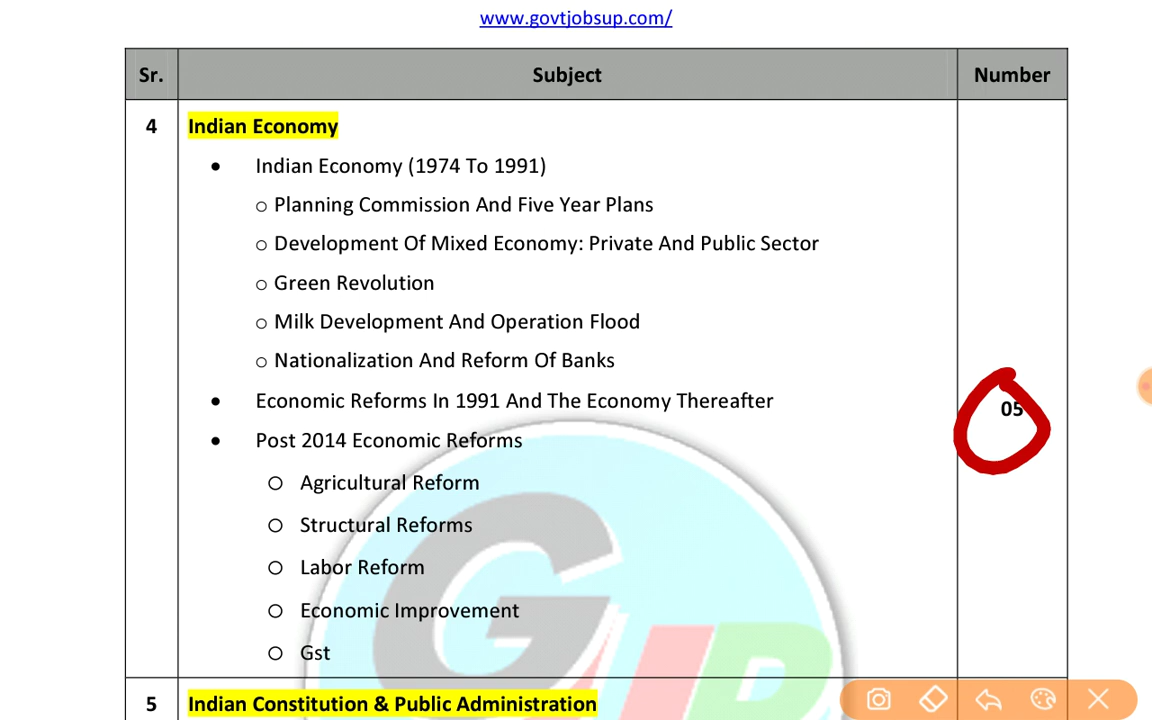 www.govtjobsup.com/
Sr. Subject Number
4 Indian Economy
• Indian Economy (1974 To 1991)
o Planning Commission And Five Year Plans
o Development Of Mixed Economy: Private And Public Sector
o Green Revolution
o Milk Development And Operation Flood
o Nationalization And Reform Of Banks
• Economic Reforms In 1991 And The Economy Thereafter
05
• Post 2014 Economic Reforms
o Agricultural Reform
o Structural Reforms
o Labor Reform
o Economic Improvement
o Gst
5 Indian Constitution & Public Administration